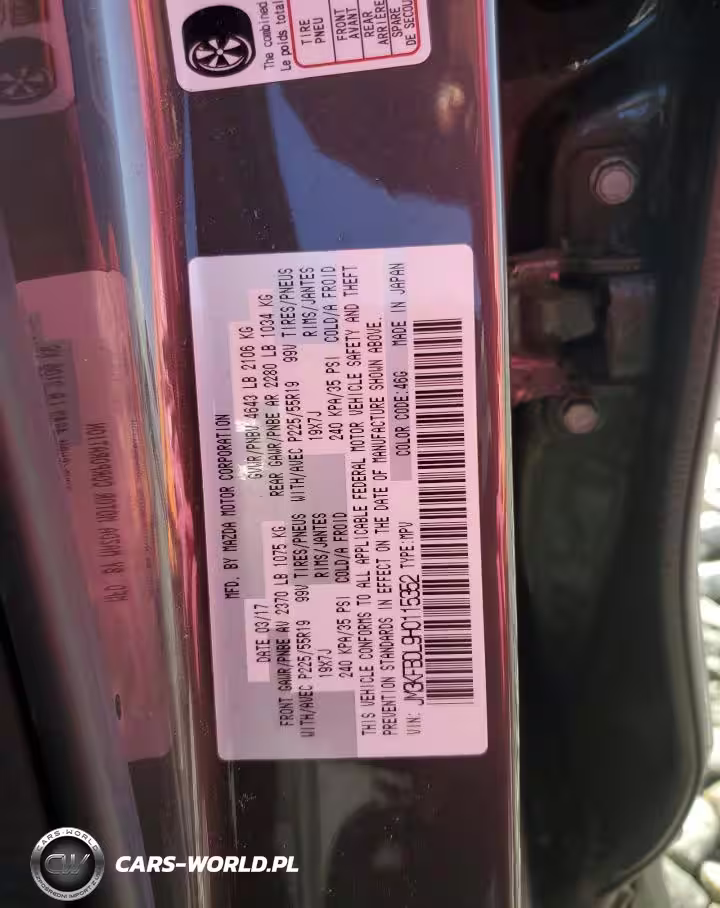 The combined
Le poids total
TIRE
PNEU
FRONT
AVANT
REAR
ARRIERE
SPARE
DE SECOU
MFD. BY MAZDA MOTOR CORPORATION
DATE 03/17 GVWR/PNBV 4643 LB 2106 KG
FRONT GAWR/PNBE AV 2370 LB 1075 KG REAR GAWR/PNBE AR 2280 LB 1034 KG
WITH/AVEC P225/55R19 99V TIRES/PNEUS WITH/AVEC P225/55R19 99V TIRES/PNEUS
19X7J RIMS/JANTES 19X7J RIMS/JANTES
240 KPA/35 PSI COLD/A FROID 240 KPA/35 PSI COLD/A FROID
THIS VEHICLE CONFORMS TO ALL APPLICABLE FEDERAL MOTOR VEHICLE SAFETY AND THEFT
PREVENTION STANDARDS IN EFFECT ON THE DATE OF MANUFACTURE SHOWN ABOVE.
VIN: JM3KFBDL9H0115352 TYPE:MPV COLOR CODE:46G MADE IN JAPAN
CARS-WORLD
CW
CARS-WORLD.PL